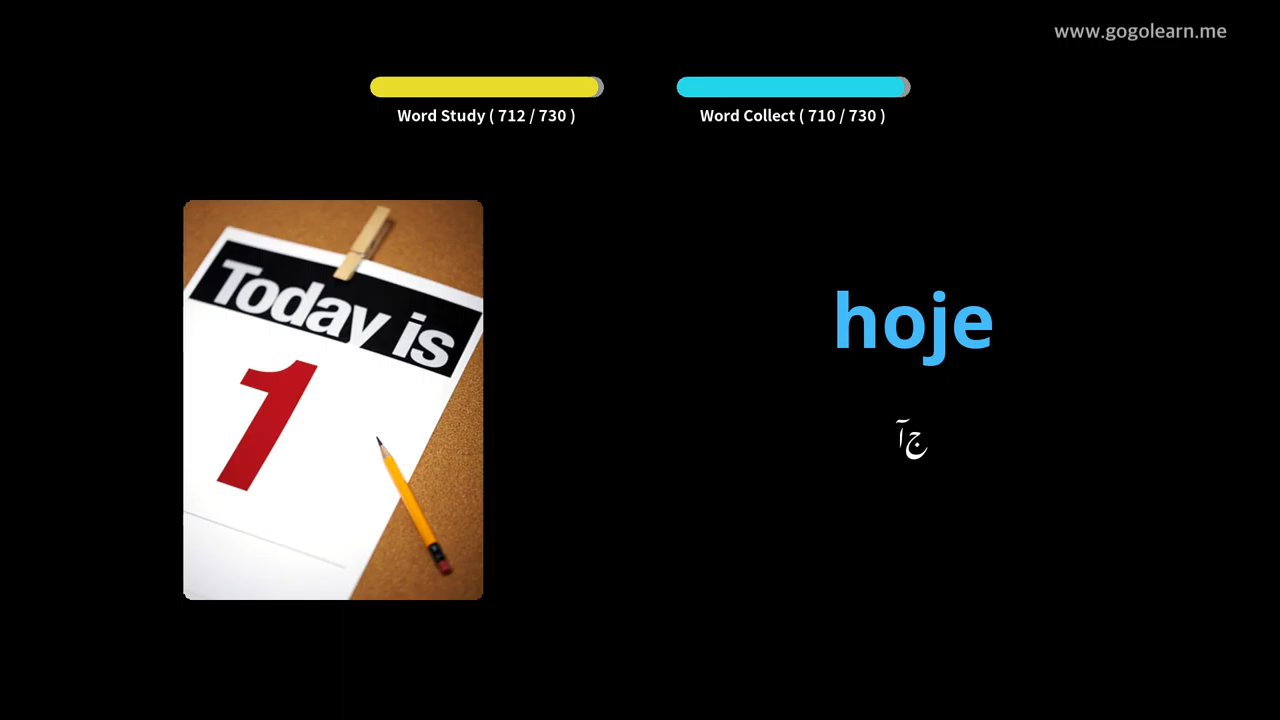 www.gogolearn.me
Word Study ( 712 / 730 )
Word Collect ( 710 / 730 )
Today is
1
hoje
آج